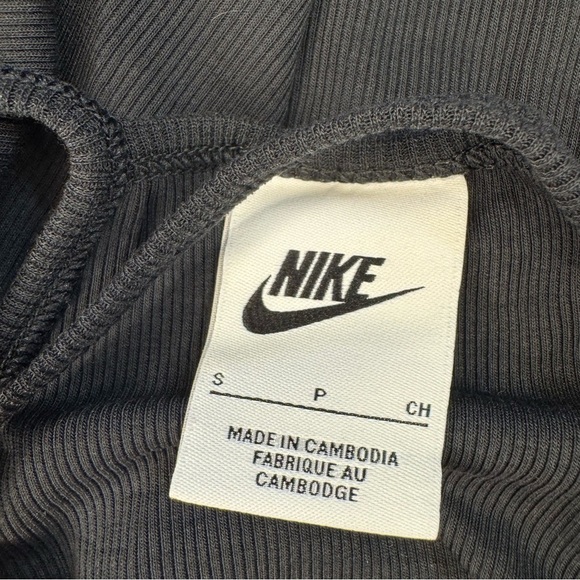 NIKE
S P CH
MADE IN CAMBODIA
FABRIQUE AU
CAMBODGE